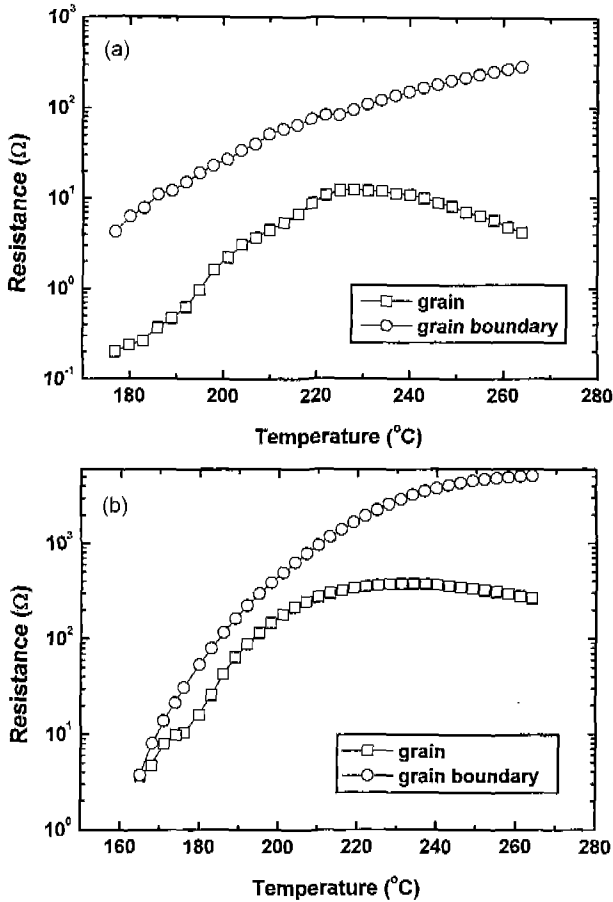 (a)
10³
10²
10¹
10⁰
10⁻¹
Resistance (Ω)
grain
grain boundary
180 200 220 240 260 280
Temperature (°C)
(b)
10³
10²
10¹
10⁰
Resistance (Ω)
grain
grain boundary
160 180 200 220 240 260 280
Temperature (°C)